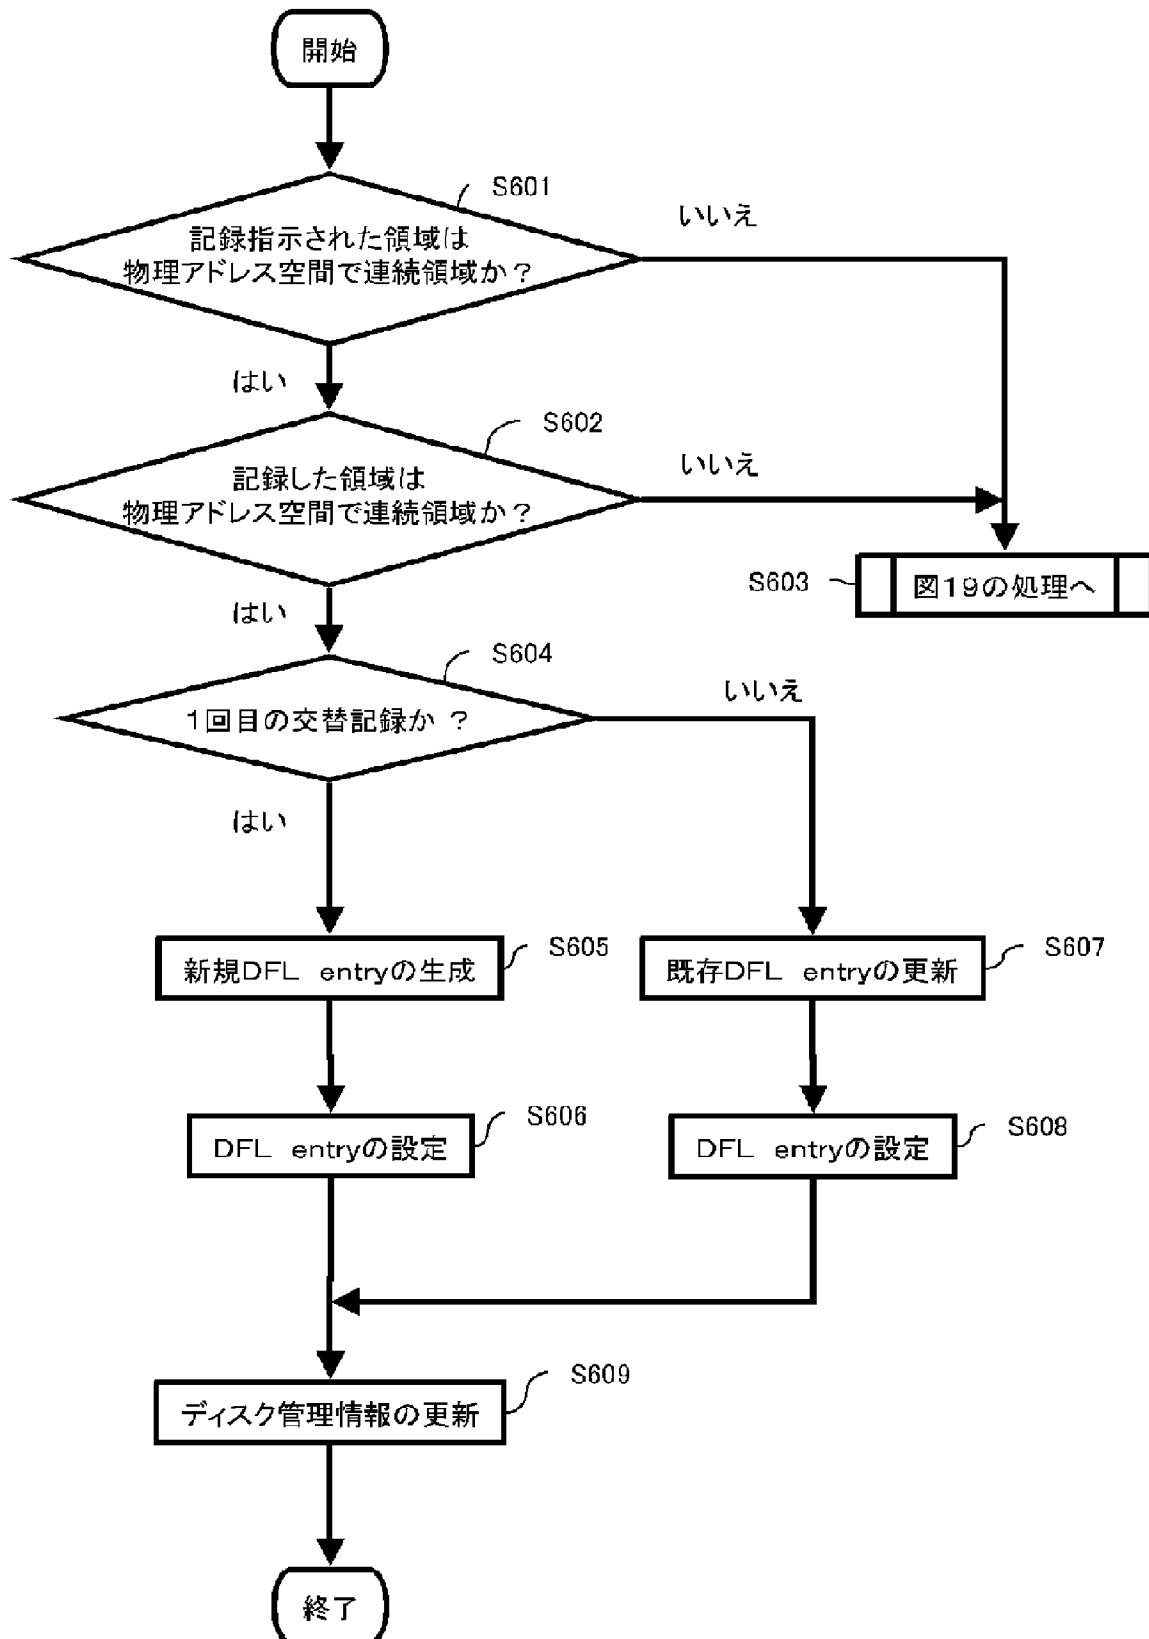 開始
S601
記録指示された領域は
物理アドレス空間で連続領域か？
いいえ
はい
S602
記録した領域は
物理アドレス空間で連続領域か？
いいえ
S603
図19の処理へ
はい
S604
1回目の交替記録か ？
いいえ
はい
S605
新規DFL entryの生成
S607
既存DFL entryの更新
S606
DFL entryの設定
S608
DFL entryの設定
S609
ディスク管理情報の更新
終了